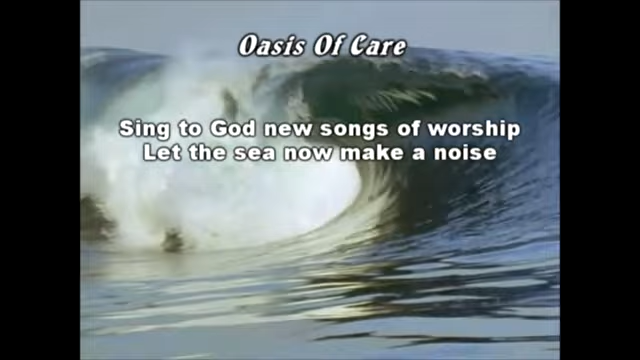 Oasis Of Care
Sing to God new songs of worship
Let the sea now make a noise